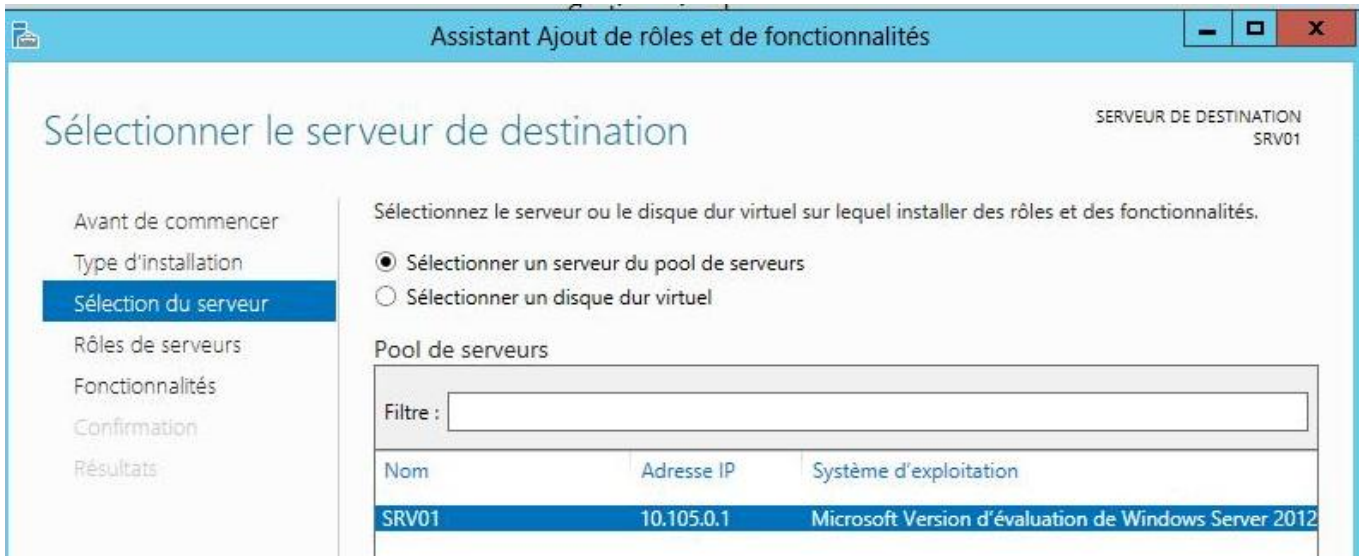 Assistant Ajout de rôles et de fonctionnalités
Sélectionner le serveur de destination
SERVEUR DE DESTINATION
SRV01
Avant de commencer
Type d'installation
Sélection du serveur
Rôles de serveurs
Fonctionnalités
Confirmation
Résultats
Sélectionnez le serveur ou le disque dur virtuel sur lequel installer des rôles et des fonctionnalités.
Sélectionner un serveur du pool de serveurs
Sélectionner un disque dur virtuel
Pool de serveurs
Filtre :
Nom Adresse IP Système d'exploitation
SRV01 10.105.0.1 Microsoft Version d'évaluation de Windows Server 2012